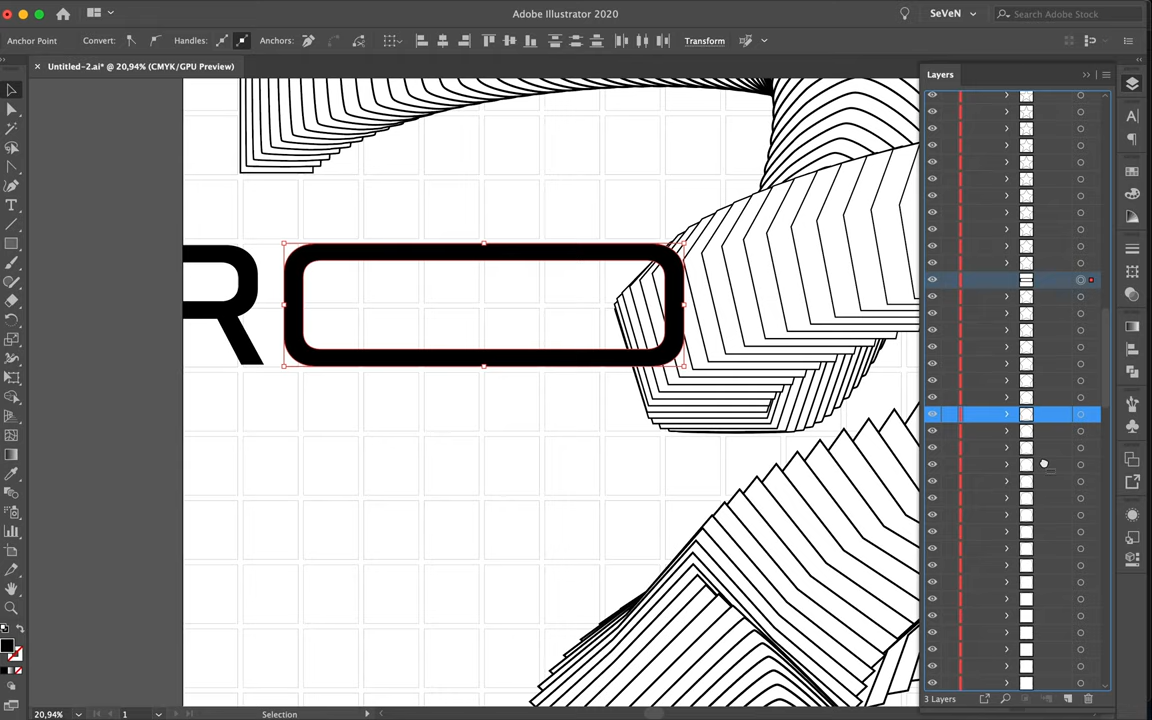 Adobe Illustrator 2020
SeVeN
Search Adobe Stock
Anchor Point
Convert:
Handles:
Anchors:
Transform
× Untitled-2.ai* @ 20,94% (CMYK/GPU Preview)
Layers
R
3 Layers
20,94%
1
Selection